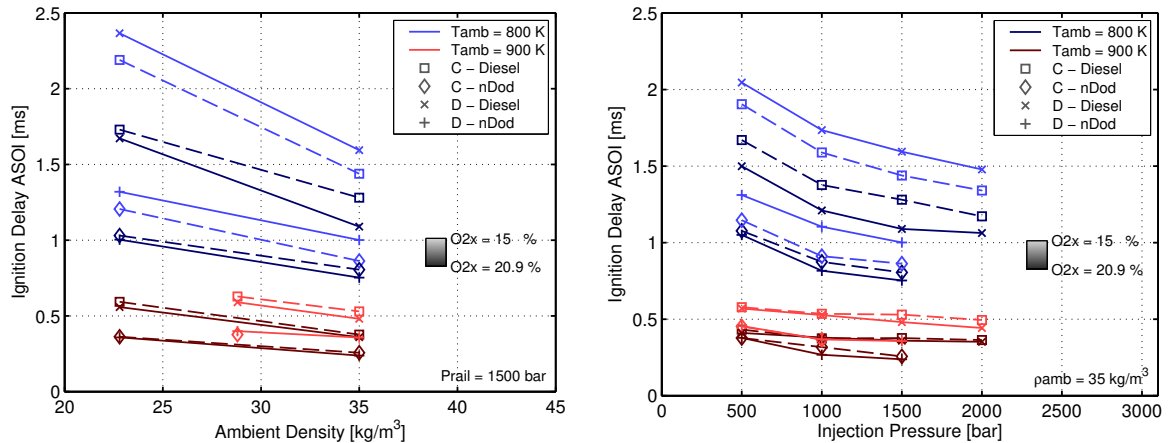 2.5
2
1.5
1
0.5
0
Ignition Delay ASOI [ms]
Tamb = 800 K
Tamb = 900 K
C − Diesel
C − nDod
D − Diesel
D − nDod
O2x = 15 %
O2x = 20.9 %
Prail = 1500 bar
20 25 30 35 40 45
Ambient Density [kg/m³]
2.5
2
1.5
1
0.5
0
Ignition Delay ASOI [ms]
Tamb = 800 K
Tamb = 900 K
C − Diesel
C − nDod
D − Diesel
D − nDod
O2x = 15 %
O2x = 20.9 %
ρamb = 35 kg/m³
0 500 1000 1500 2000 2500 3000
Injection Pressure [bar]